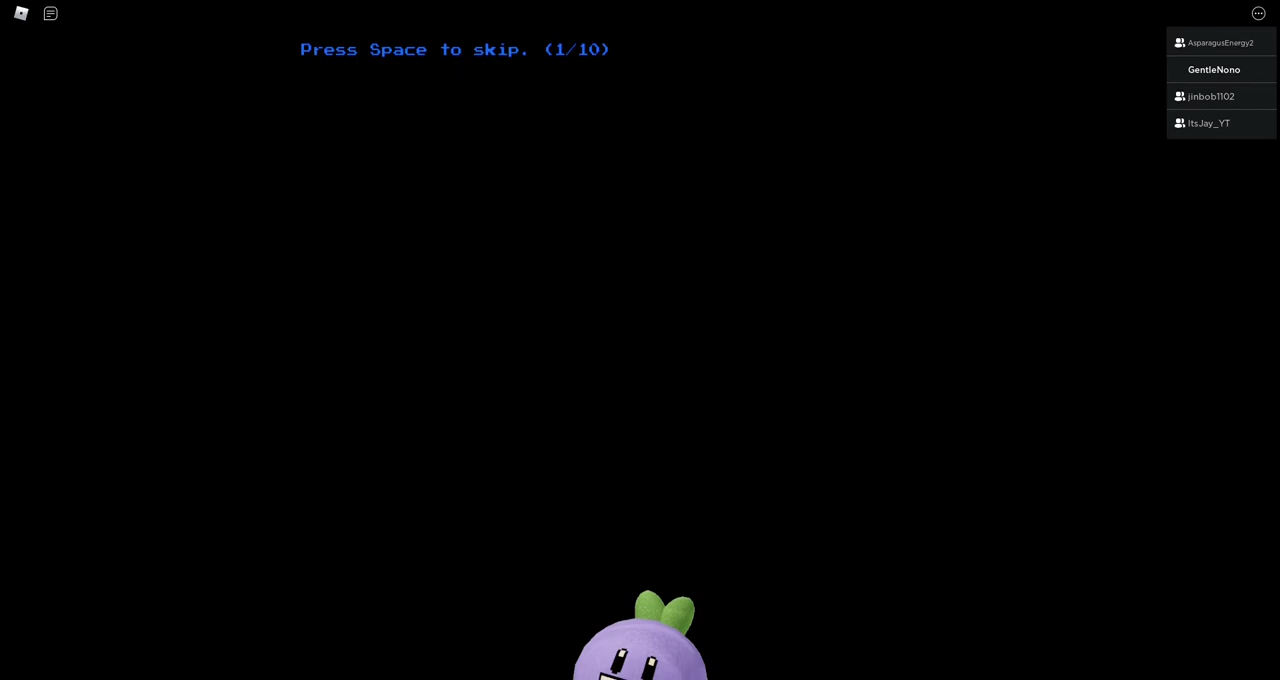 Press Space to skip. (1/10)
AsparagusEnergy2
GentleNono
jinbob1102
ItsJay_YT